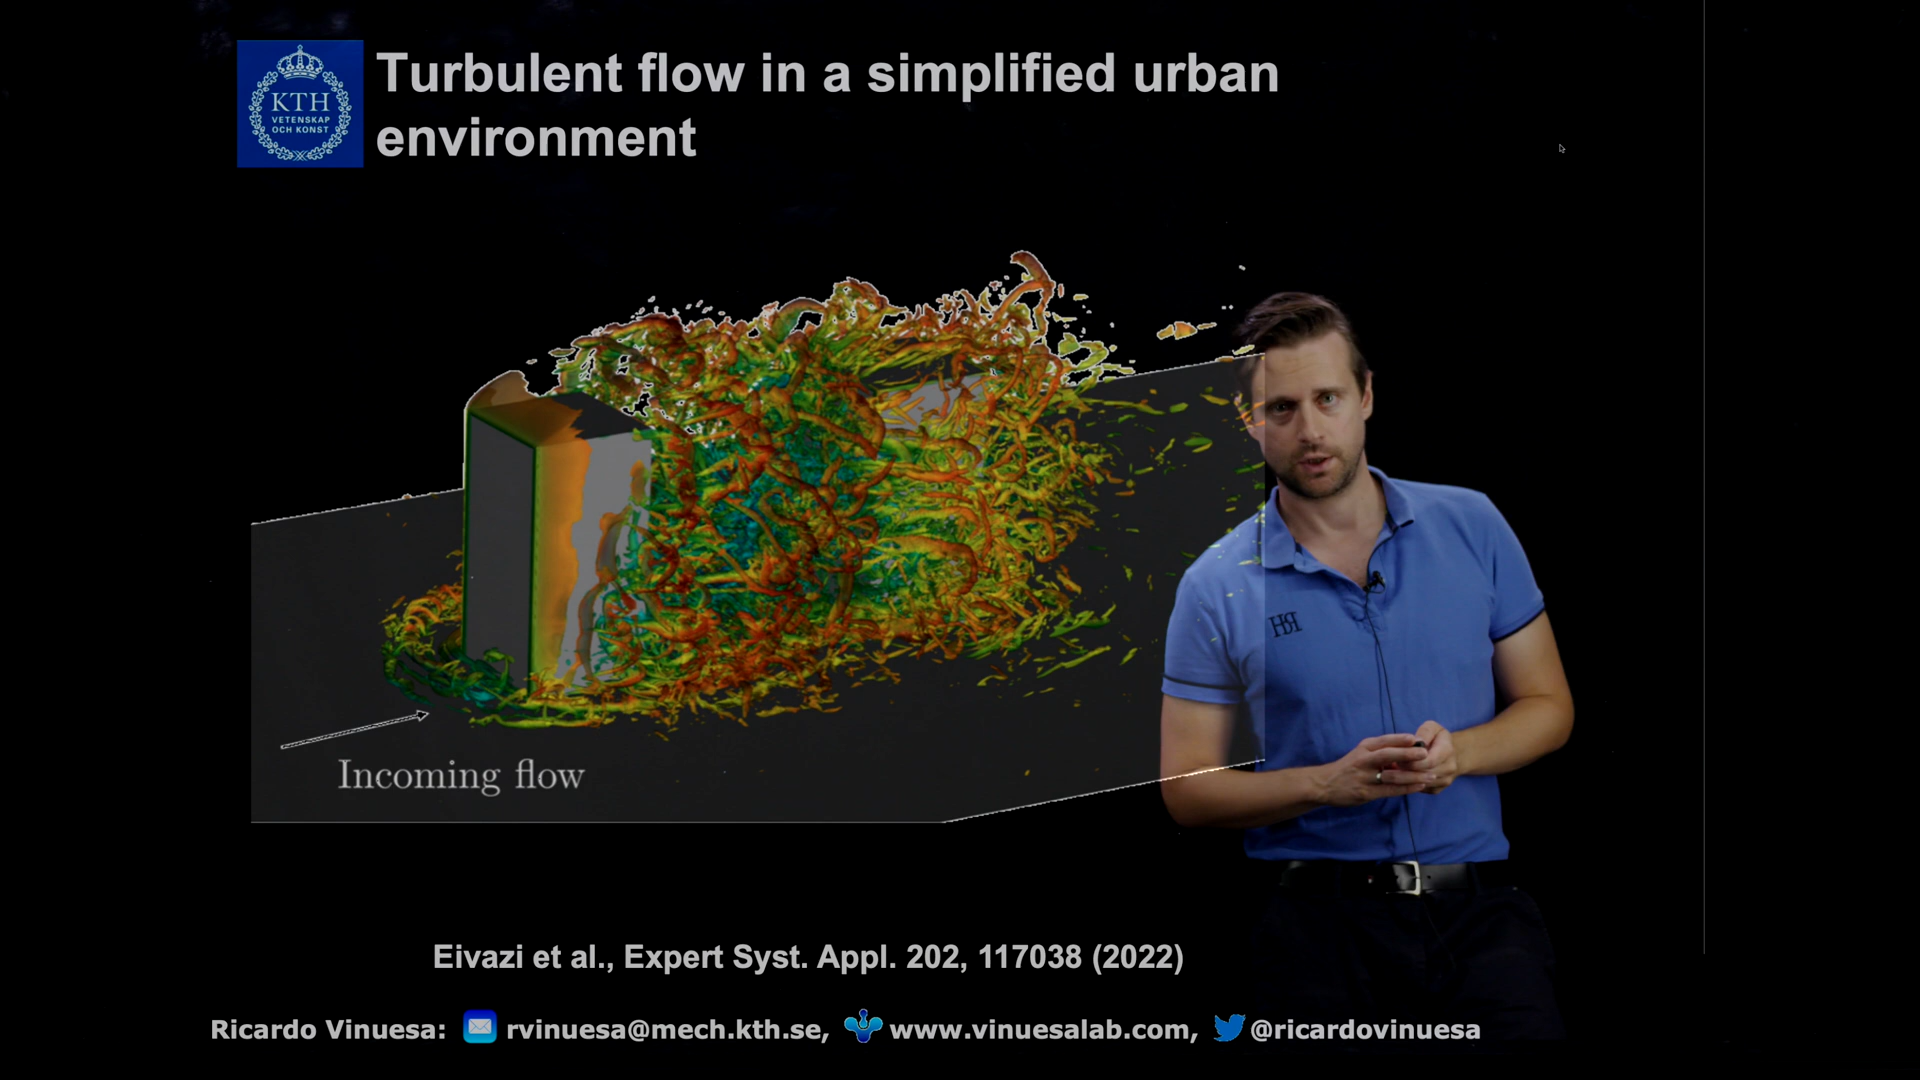 KTH
VETENSKAP
OCH KONST
Turbulent flow in a simplified urban
environment
Incoming flow
Eivazi et al., Expert Syst. Appl. 202, 117038 (2022)
Ricardo Vinuesa: rvinuesa@mech.kth.se, www.vinuesalab.com, @ricardovinuesa